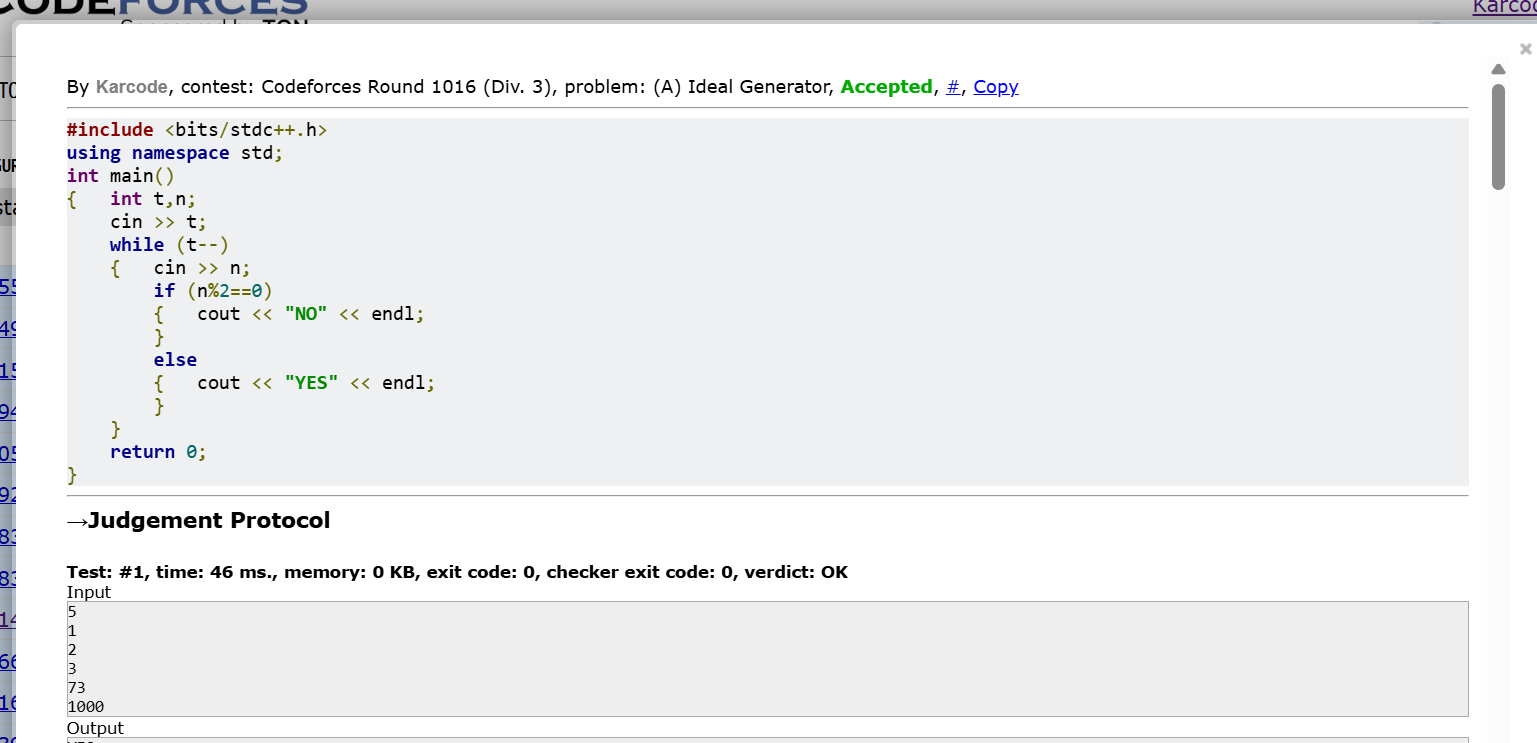 CODEFORCES
Karcod
By Karcode, contest: Codeforces Round 1016 (Div. 3), problem: (A) Ideal Generator, Accepted, #, Copy
#include <bits/stdc++.h>
using namespace std;
int main()
{   int t,n;
    cin >> t;
    while (t--)
    {   cin >> n;
        if (n%2==0)
        {   cout << "NO" << endl;
        }
        else
        {   cout << "YES" << endl;
        }
    }
    return 0;
}
→Judgement Protocol
Test: #1, time: 46 ms., memory: 0 KB, exit code: 0, checker exit code: 0, verdict: OK
Input
5
1
2
3
73
1000
Output